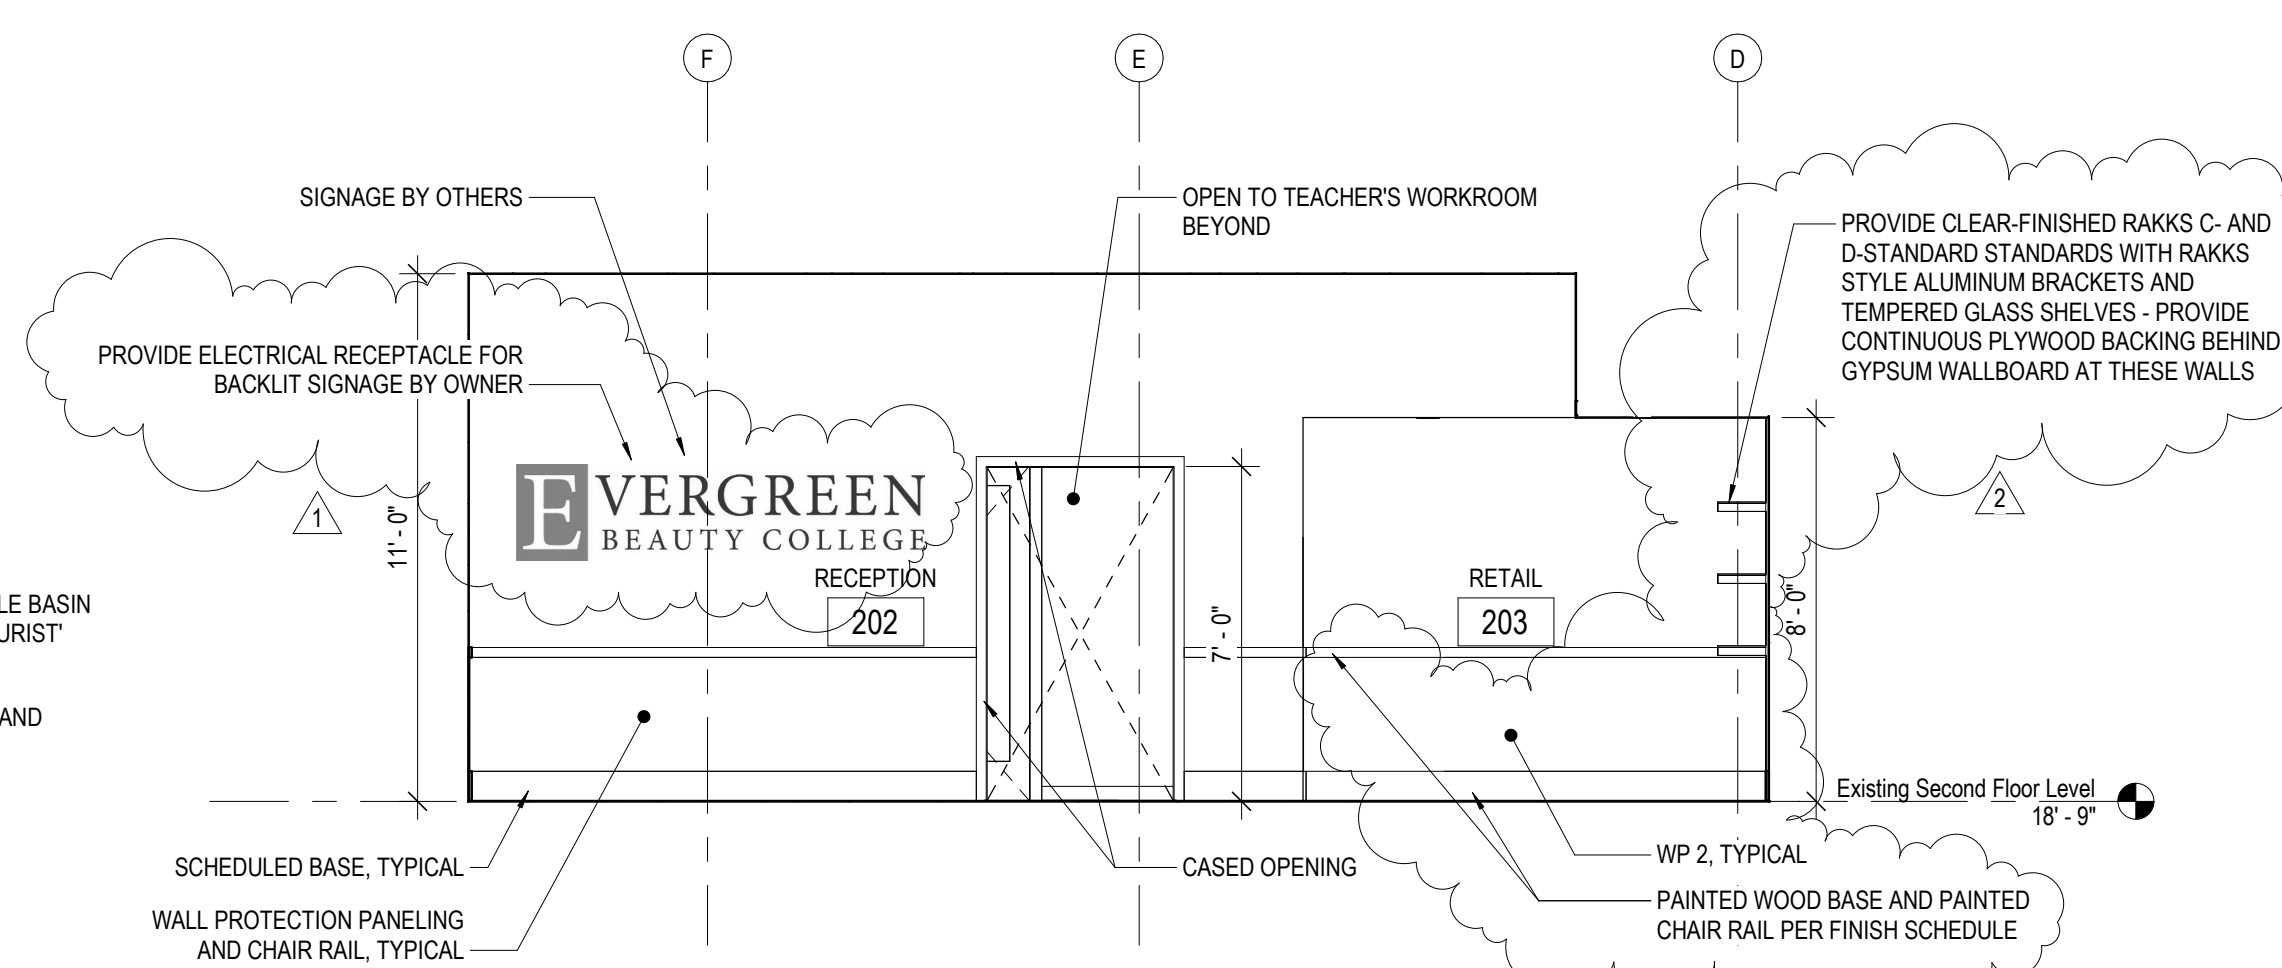 F
E
D
SIGNAGE BY OTHERS
OPEN TO TEACHER'S WORKROOM
BEYOND
PROVIDE CLEAR-FINISHED RAKKS C- AND
D-STANDARD STANDARDS WITH RAKKS
STYLE ALUMINUM BRACKETS AND
TEMPERED GLASS SHELVES - PROVIDE
CONTINUOUS PLYWOOD BACKING BEHIND
GYPSUM WALLBOARD AT THESE WALLS
PROVIDE ELECTRICAL RECEPTACLE FOR
BACKLIT SIGNAGE BY OWNER
EVERGREEN
BEAUTY COLLEGE
1
2
11' - 0"
RECEPTION
202
RETAIL
203
7' - 0"
8' - 0"
LE BASIN
URIST'
AND
Existing Second Floor Level
18' - 9"
SCHEDULED BASE, TYPICAL
WALL PROTECTION PANELING
AND CHAIR RAIL, TYPICAL
CASED OPENING
WP 2, TYPICAL
PAINTED WOOD BASE AND PAINTED
CHAIR RAIL PER FINISH SCHEDULE